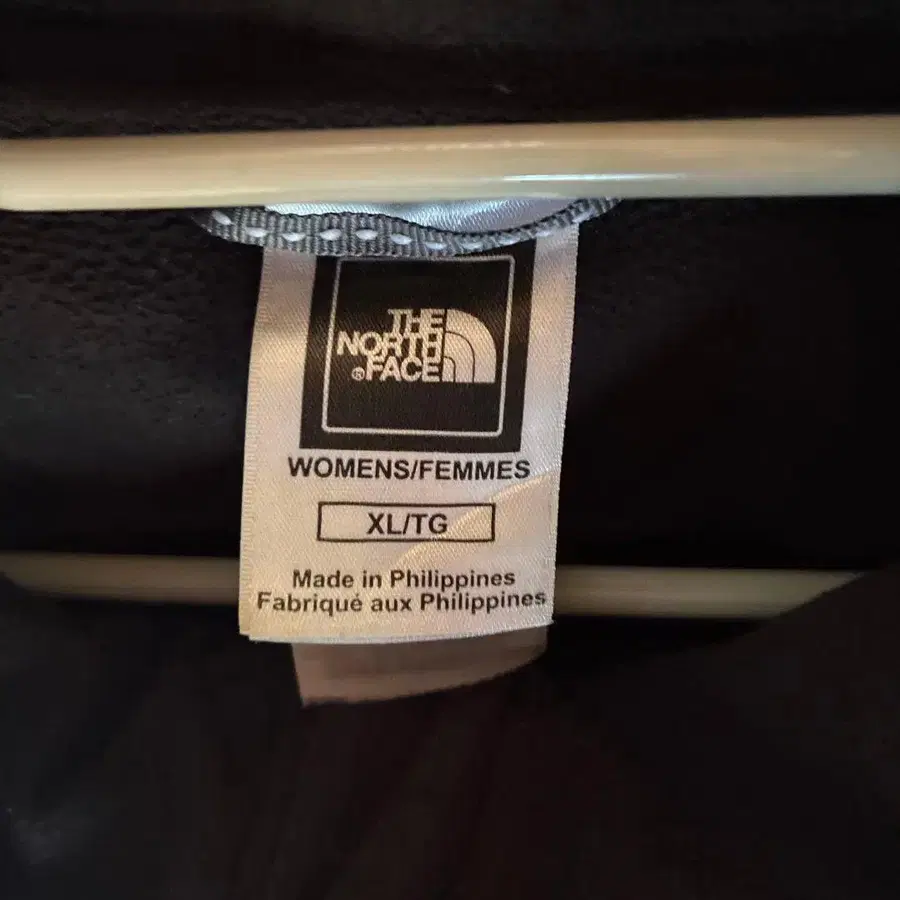 THE
NORTH
®FACE
WOMENS/FEMMES
XL/TG
Made in Philippines
Fabriqué aux Philippines